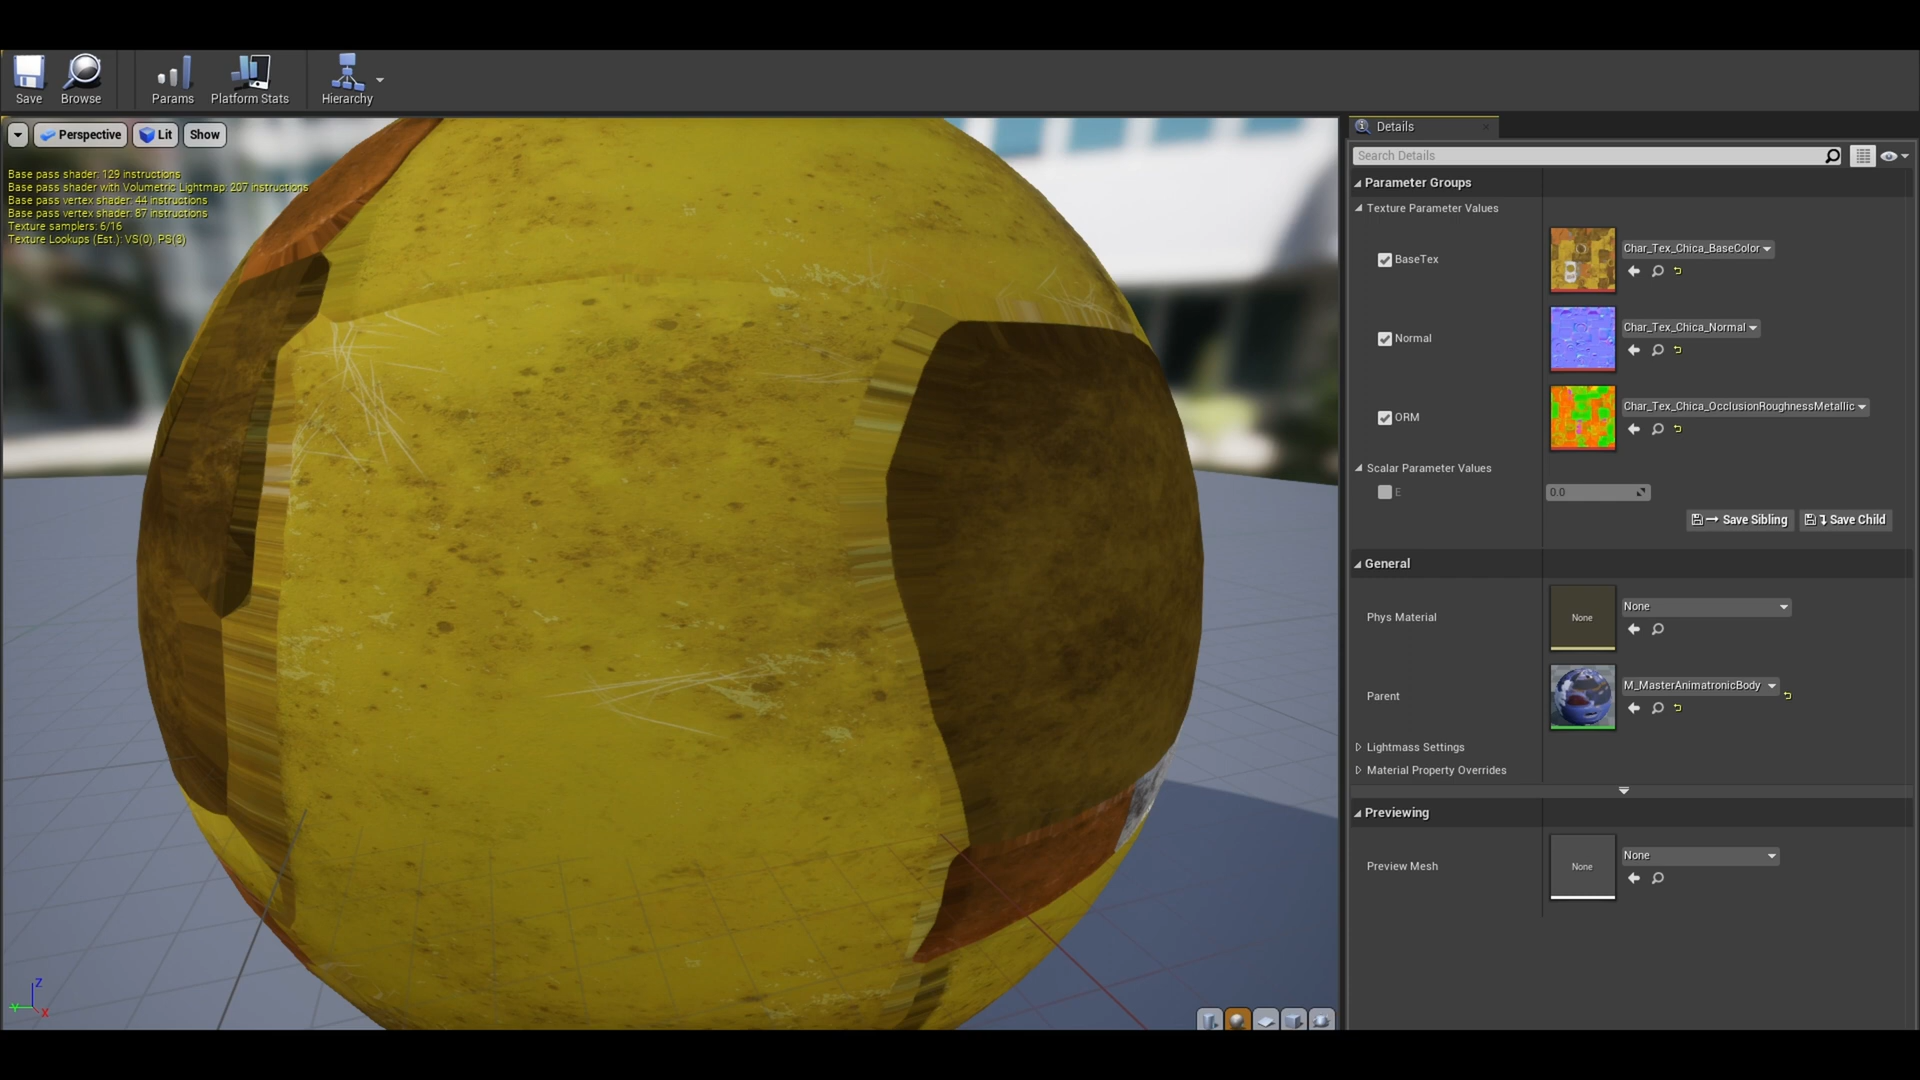 Save
Browse
Params
Platform Stats
Hierarchy
Perspective
Lit
Show
Base pass shader: 129 instructions
Base pass shader with Volumetric Lightmap: 207 instructions
Base pass vertex shader: 44 instructions
Base pass vertex shader: 87 instructions
Texture samplers: 6/16
Texture Lookups (Est.): VS(0), PS(3)
Z
Y
X
Details
Search Details
Parameter Groups
Texture Parameter Values
BaseTex
Char_Tex_Chica_BaseColor
Normal
Char_Tex_Chica_Normal
ORM
Char_Tex_Chica_OcclusionRoughnessMetallic
Scalar Parameter Values
E
0.0
Save Sibling
Save Child
General
Phys Material
None
None
Parent
M_MasterAnimatronicBody
Lightmass Settings
Material Property Overrides
Previewing
Preview Mesh
None
None